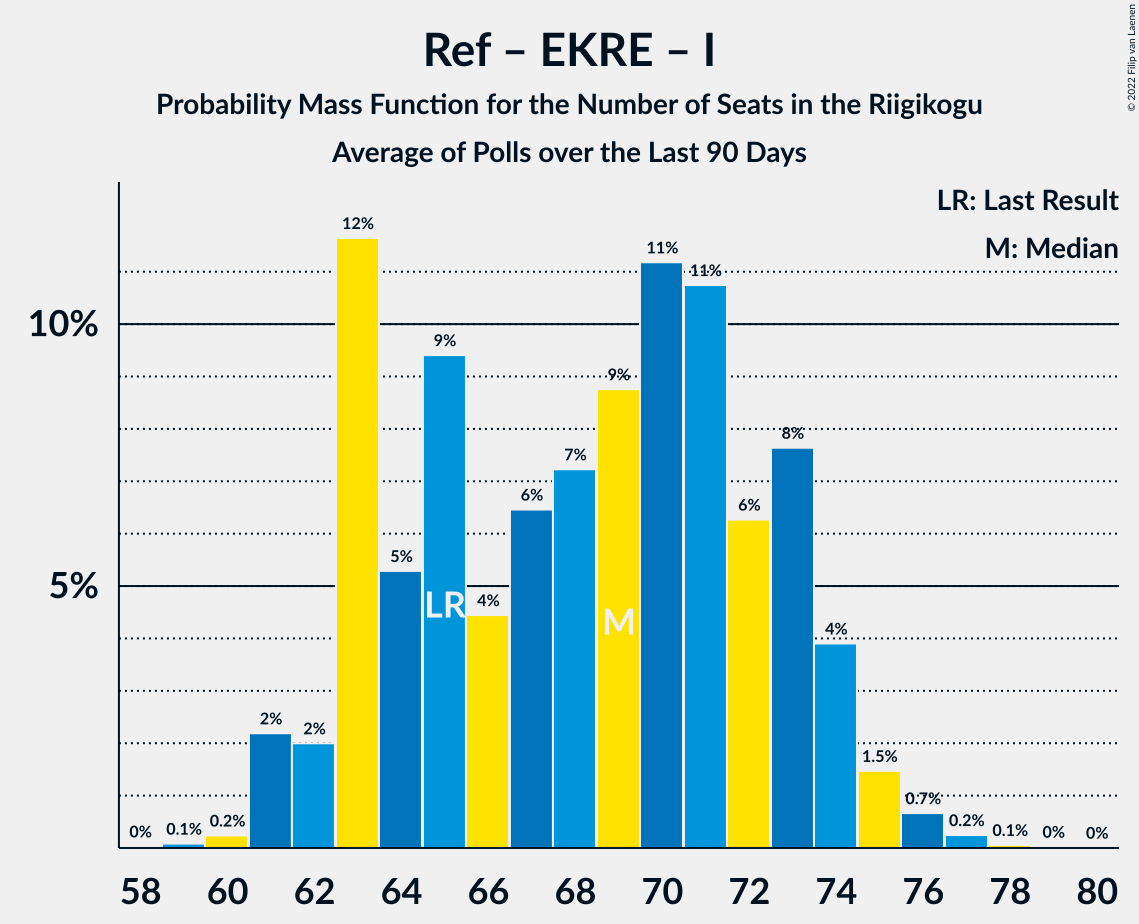 Ref – EKRE – I
Probability Mass Function for the Number of Seats in the Riigikogu
Average of Polls over the Last 90 Days
© 2022 Filip van Laenen
LR: Last Result
M: Median
10%
5%
0%
0.1%
0.2%
2%
2%
12%
5%
9%
4%
6%
7%
9%
11%
11%
6%
8%
4%
1.5%
0.7%
0.2%
0.1%
0%
0%
LR
M
58 60 62 64 66 68 70 72 74 76 78 80